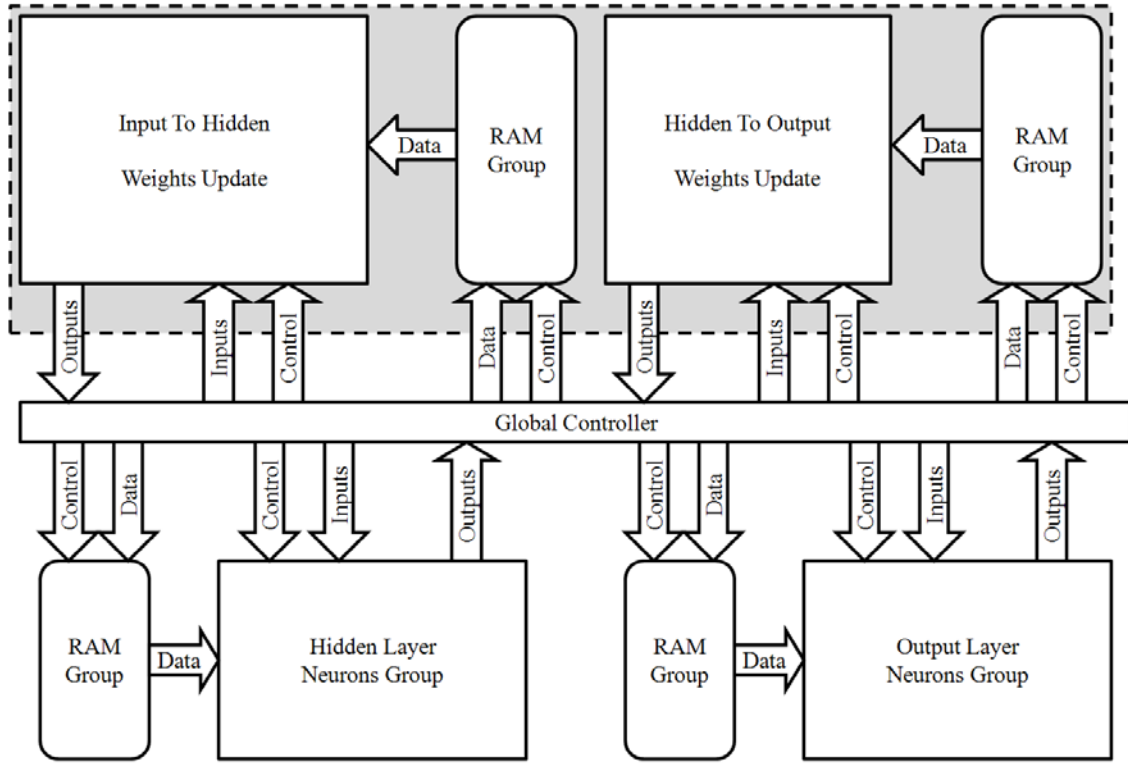 Input To Hidden
Weights Update
Data
RAM
Group
Hidden To Output
Weights Update
Data
RAM
Group
Outputs
Inputs
Control
Data
Control
Outputs
Inputs
Control
Data
Control
Global Controller
Control
Data
Control
Inputs
Outputs
Control
Data
Control
Inputs
Outputs
RAM
Group
Data
Hidden Layer
Neurons Group
RAM
Group
Data
Output Layer
Neurons Group